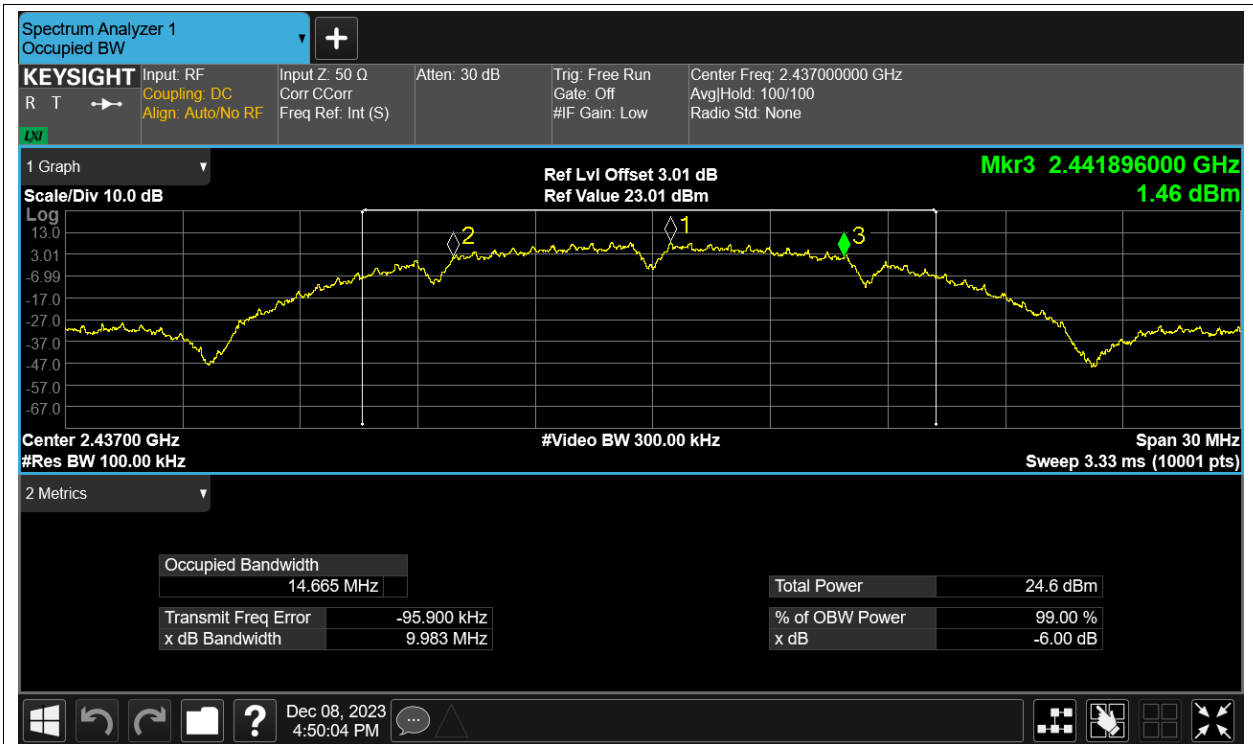 Spectrum Analyzer 1
Occupied BW
KEYSIGHT
R T
LXI
Input: RF
Coupling: DC
Align: Auto/No RF
Input Z: 50 Ω
Corr CCorr
Freq Ref: Int (S)
Atten: 30 dB
Trig: Free Run
Gate: Off
#IF Gain: Low
Center Freq: 2.437000000 GHz
Avg|Hold: 100/100
Radio Std: None
1 Graph
Scale/Div 10.0 dB
Ref Lvl Offset 3.01 dB
Ref Value 23.01 dBm
Mkr3 2.441896000 GHz
1.46 dBm
Log
13.0
3.01
-6.99
-17.0
-27.0
-37.0
-47.0
-57.0
-67.0
2
1
3
Center 2.43700 GHz
#Res BW 100.00 kHz
#Video BW 300.00 kHz
Span 30 MHz
Sweep 3.33 ms (10001 pts)
2 Metrics
Occupied Bandwidth
14.665 MHz
Transmit Freq Error -95.900 kHz
x dB Bandwidth 9.983 MHz
Total Power 24.6 dBm
% of OBW Power 99.00 %
x dB -6.00 dB
?
Dec 08, 2023
4:50:04 PM